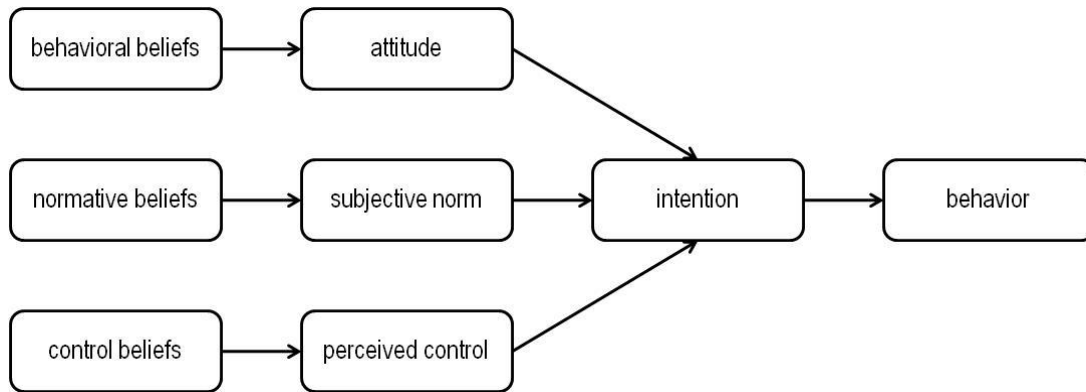 behavioral beliefs
attitude
normative beliefs
subjective norm
intention
behavior
control beliefs
perceived control